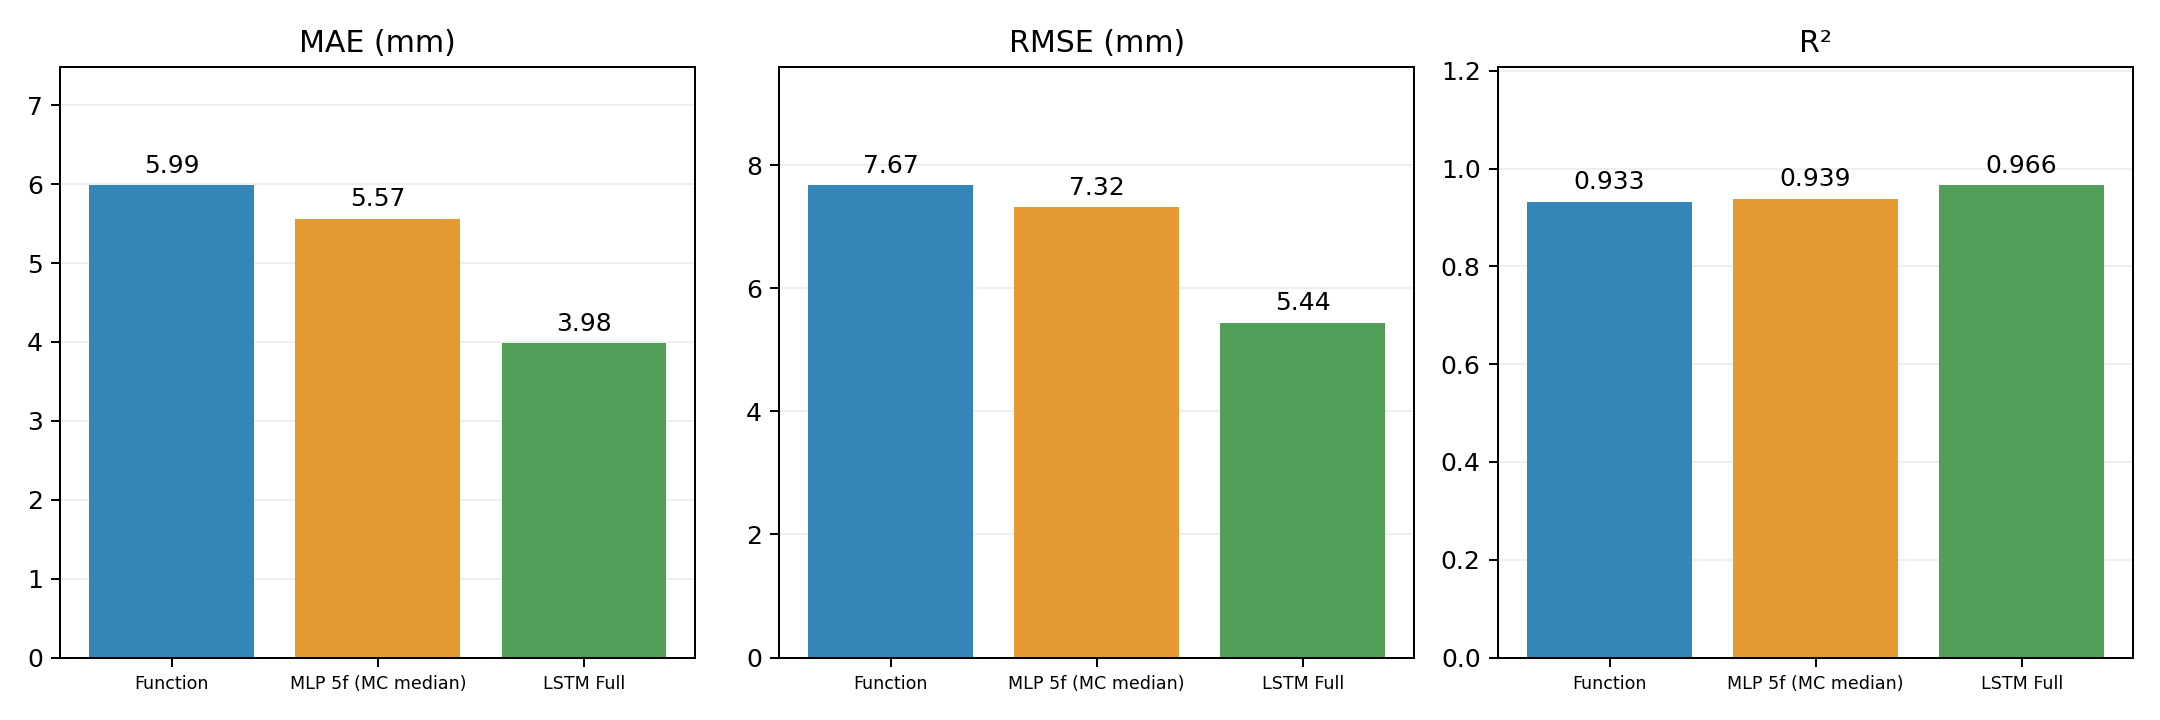 MAE (mm)
7
6
5
4
3
2
1
0
5.99
5.57
3.98
Function
MLP 5f (MC median)
LSTM Full
RMSE (mm)
8
6
4
2
0
7.67
7.32
5.44
Function
MLP 5f (MC median)
LSTM Full
R²
1.2
1.0
0.8
0.6
0.4
0.2
0.0
0.933
0.939
0.966
Function
MLP 5f (MC median)
LSTM Full